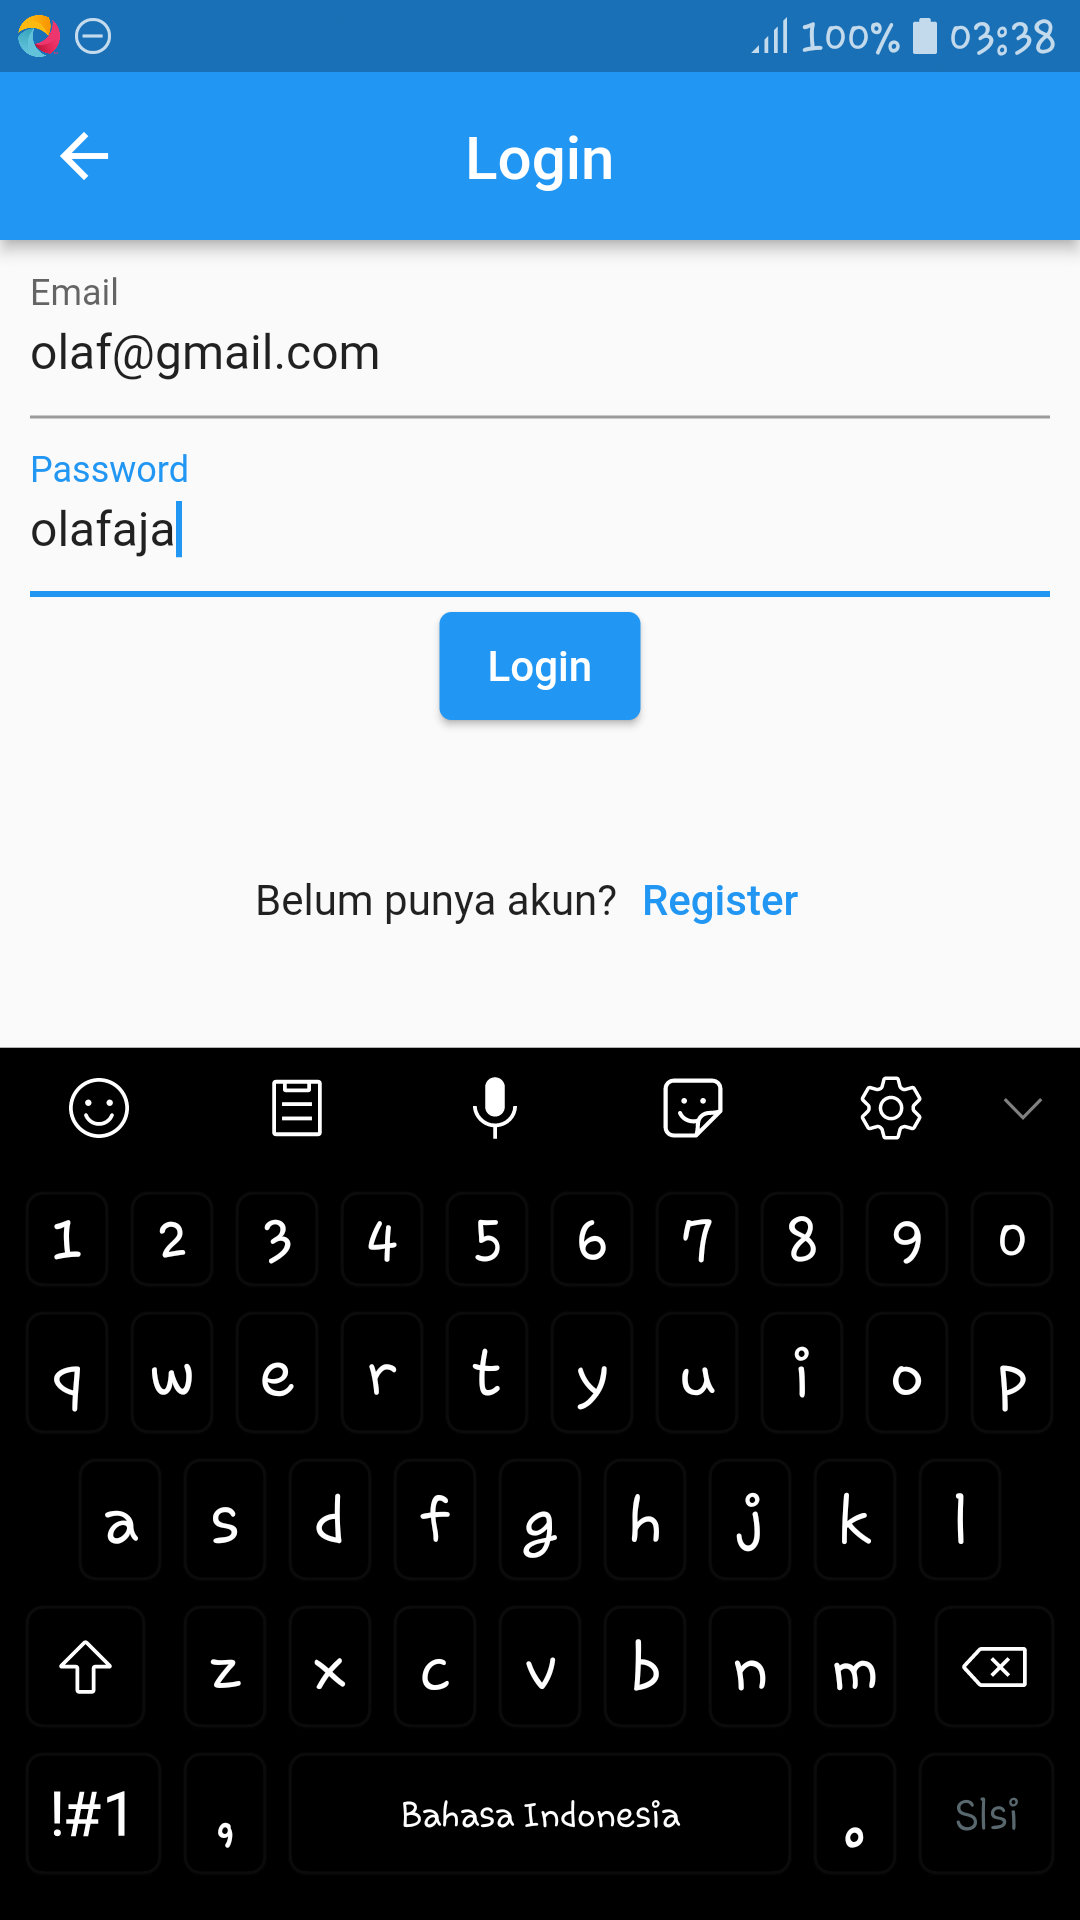 100% 03:38
Login
Email
olaf@gmail.com
Password
olafaja
Login
Belum punya akun? Register
1 2 3 4 5 6 7 8 9 0
q w e r t y u i o p
a s d f g h j k l
z x c v b n m
!#1 , Bahasa Indonesia . Slsi